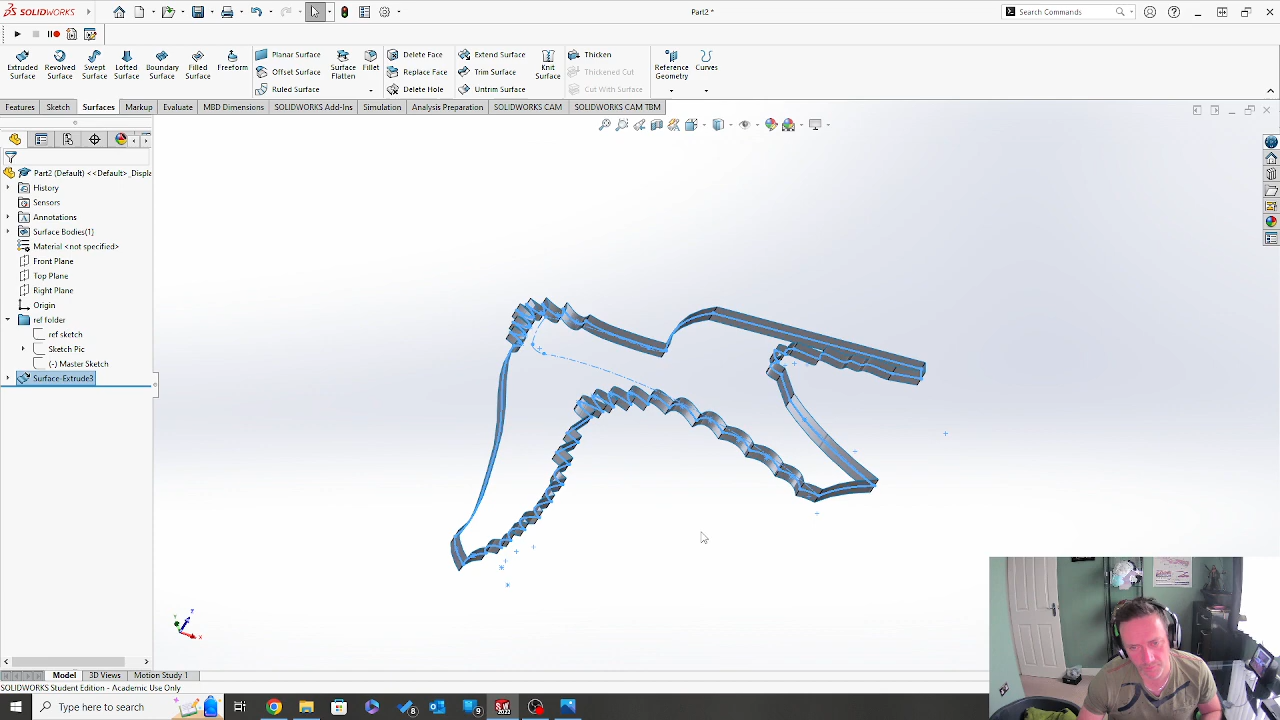 SOLIDWORKS
Part2 *
Search Commands
Extruded Surface
Revolved Surface
Swept Surface
Lofted Surface
Boundary Surface
Filled Surface
Freeform
Planar Surface
Offset Surface
Ruled Surface
Surface Flatten
Fillet
Delete Face
Replace Face
Delete Hole
Extend Surface
Trim Surface
Untrim Surface
Knit Surface
Thicken
Thickened Cut
Cut With Surface
Reference Geometry
Curves
Features
Sketch
Surfaces
Markup
Evaluate
MBD Dimensions
SOLIDWORKS Add-Ins
Simulation
Analysis Preparation
SOLIDWORKS CAM
SOLIDWORKS CAM TBM
Part2 (Default) <<Default>_Displa
History
Sensors
Annotations
Surface Bodies(1)
Material <not specified>
Front Plane
Top Plane
Right Plane
Origin
ref folder
ref sketch
Sketch Pic
(-) Master Sketch
Surface-Extrude3
Y
Z
X
Model
3D Views
Motion Study 1
SOLIDWORKS Student Edition - Academic Use Only
Type here to search